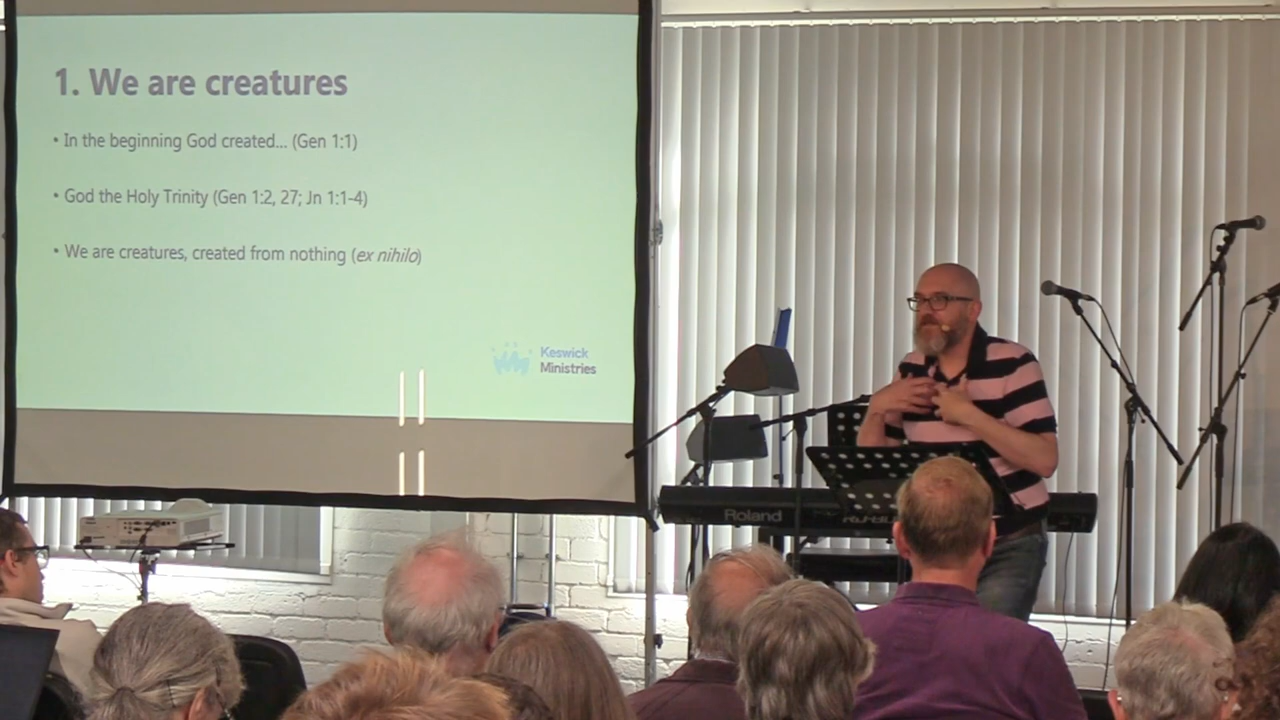 1. We are creatures
• In the beginning God created... (Gen 1:1)
• God the Holy Trinity (Gen 1:2, 27; Jn 1:1-4)
• We are creatures, created from nothing (ex nihilo)
Keswick
Ministries
Roland